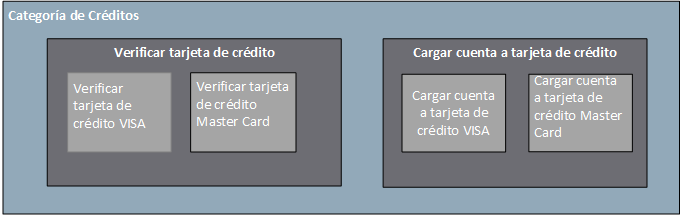 Categoría de Créditos
Verificar tarjeta de crédito
Verificar
tarjeta de
crédito VISA
Verificar tarjeta
de crédito
Master Card
Cargar cuenta a tarjeta de crédito
Cargar cuenta
a tarjeta de
crédito VISA
Cargar cuenta
a tarjeta de
crédito Master
Card